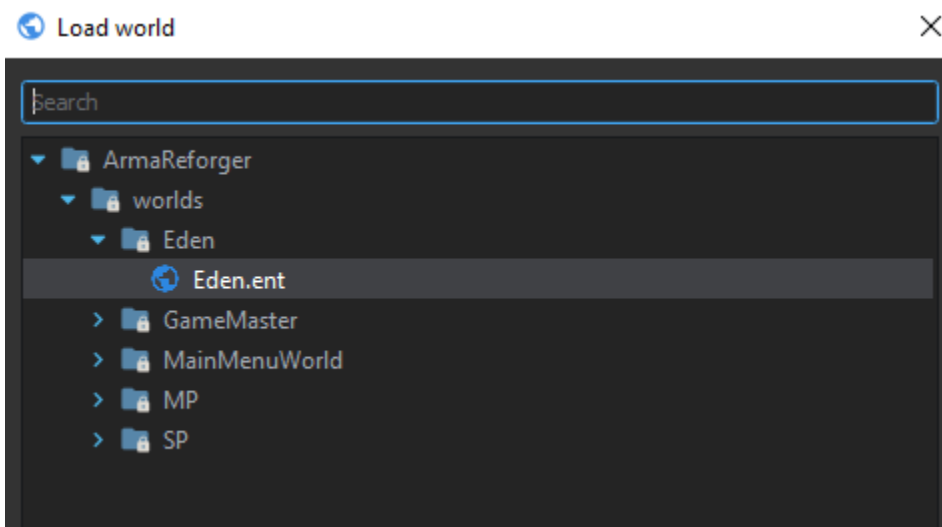 Load world
Search
ArmaReforger
worlds
Eden
Eden.ent
GameMaster
MainMenuWorld
MP
SP